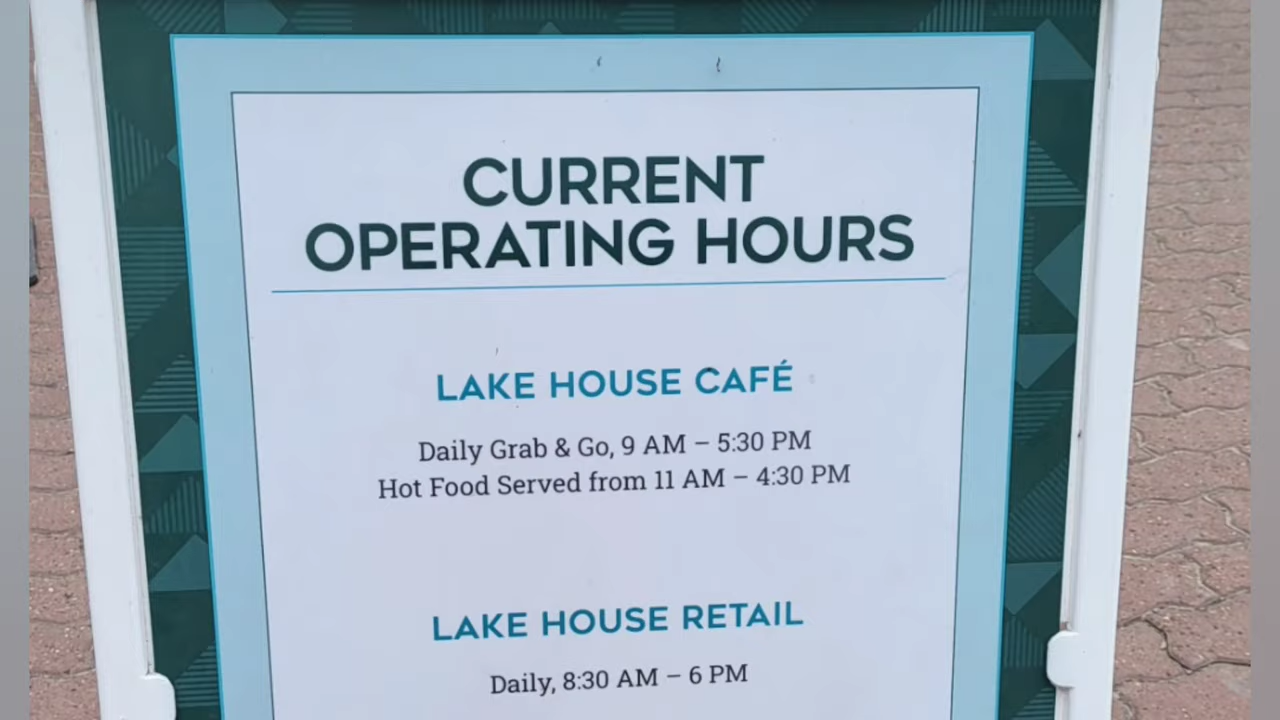 CURRENT
OPERATING HOURS
LAKE HOUSE CAFÉ
Daily Grab & Go, 9 AM – 5:30 PM
Hot Food Served from 11 AM – 4:30 PM
LAKE HOUSE RETAIL
Daily, 8:30 AM – 6 PM